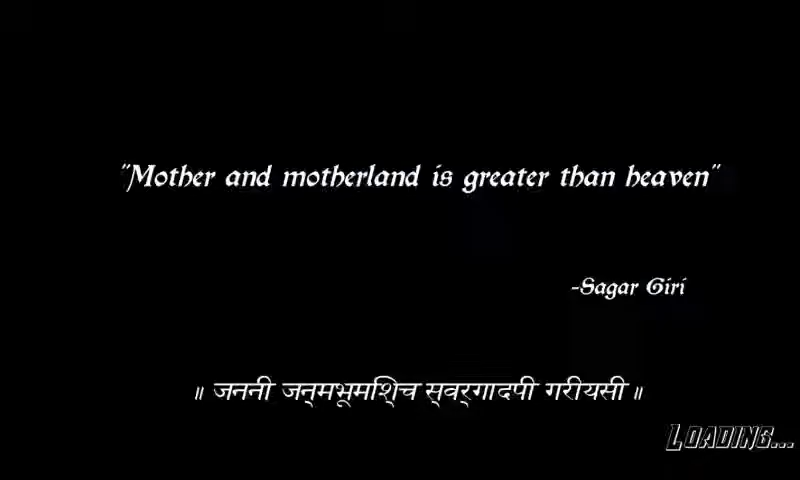 "Mother and motherland is greater than heaven"
-Sagar Giri
॥ जननी जन्‌मभूमश्‌िच स्‌वर्‌गादपी गरीयसी ॥
Loading...